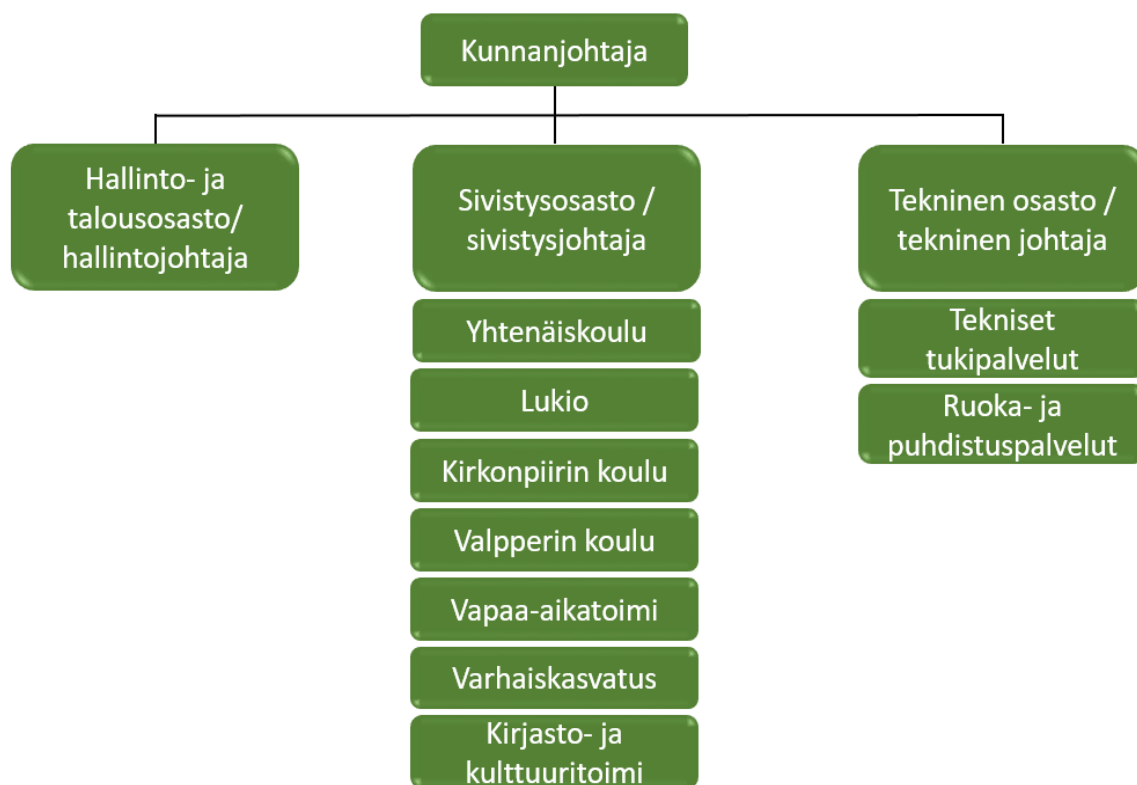 Kunnanjohtaja
Hallinto- ja
talousosasto/
hallintojohtaja
Sivistysosasto /
sivistysjohtaja
Yhtenäiskoulu
Lukio
Kirkonpiirin koulu
Valpperin koulu
Vapaa-aikatoimi
Varhaiskasvatus
Kirjasto- ja
kulttuuritoimi
Tekninen osasto /
tekninen johtaja
Tekniset
tukipalvelut
Ruoka- ja
puhdistuspalvelut